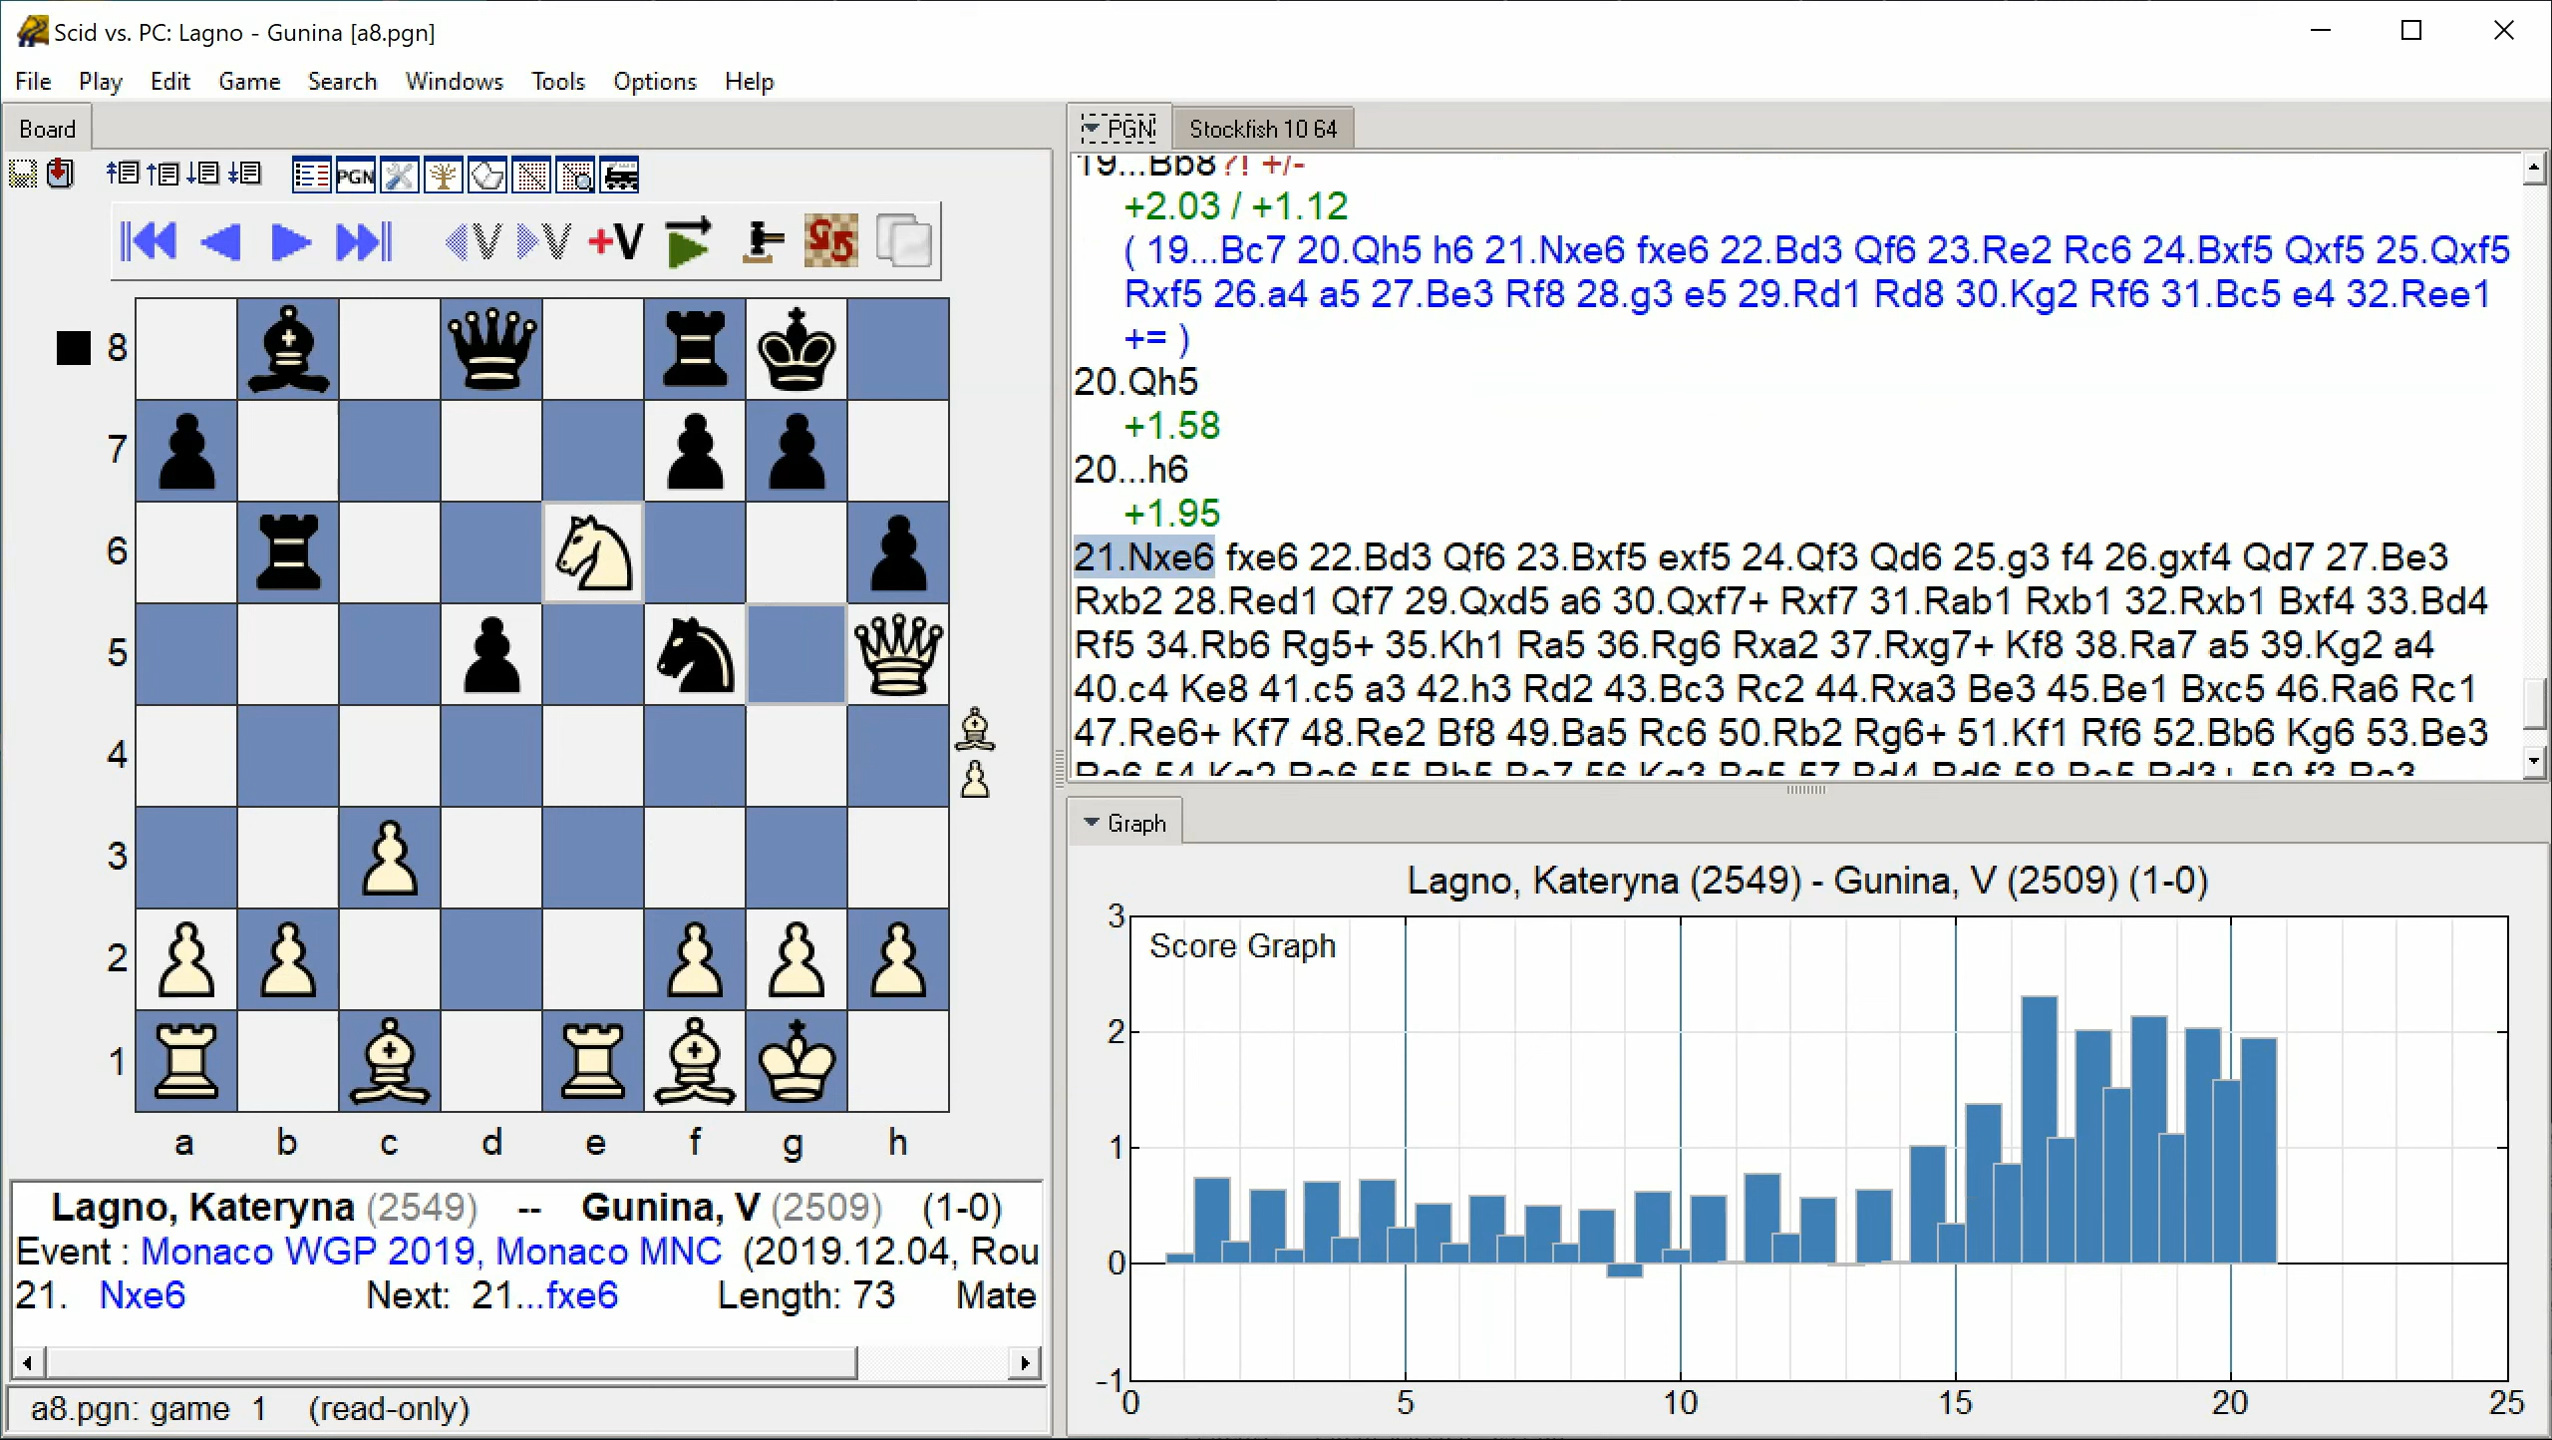 Scid vs. PC: Lagno - Gunina [a8.pgn]
File Play Edit Game Search Windows Tools Options Help
Board
PGN
+V
8
7
6
5
4
3
2
1
a b c d e f g h
Lagno, Kateryna (2549) -- Gunina, V (2509) (1-0)
Event : Monaco WGP 2019, Monaco MNC (2019.12.04, Rou
21. Nxe6 Next: 21...fxe6 Length: 73 Mate
a8.pgn: game 1 (read-only)
PGN Stockfish 10 64
19...Bb8?! +/-
+2.03 / +1.12
( 19...Bc7 20.Qh5 h6 21.Nxe6 fxe6 22.Bd3 Qf6 23.Re2 Rc6 24.Bxf5 Qxf5 25.Qxf5
Rxf5 26.a4 a5 27.Be3 Rf8 28.g3 e5 29.Rd1 Rd8 30.Kg2 Rf6 31.Bc5 e4 32.Ree1
+= )
20.Qh5
+1.58
20...h6
+1.95
21.Nxe6 fxe6 22.Bd3 Qf6 23.Bxf5 exf5 24.Qf3 Qd6 25.g3 f4 26.gxf4 Qd7 27.Be3
Rxb2 28.Red1 Qf7 29.Qxd5 a6 30.Qxf7+ Rxf7 31.Rab1 Rxb1 32.Rxb1 Bxf4 33.Bd4
Rf5 34.Rb6 Rg5+ 35.Kh1 Ra5 36.Rg6 Rxa2 37.Rxg7+ Kf8 38.Ra7 a5 39.Kg2 a4
40.c4 Ke8 41.c5 a3 42.h3 Rd2 43.Bc3 Rc2 44.Rxa3 Be3 45.Be1 Bxc5 46.Ra6 Rc1
47.Re6+ Kf7 48.Re2 Bf8 49.Ba5 Rc6 50.Rb2 Rg6+ 51.Kf1 Rf6 52.Bb6 Kg6 53.Be3
Graph
Lagno, Kateryna (2549) - Gunina, V (2509) (1-0)
Score Graph
3
2
1
0
-1
0 5 10 15 20 25